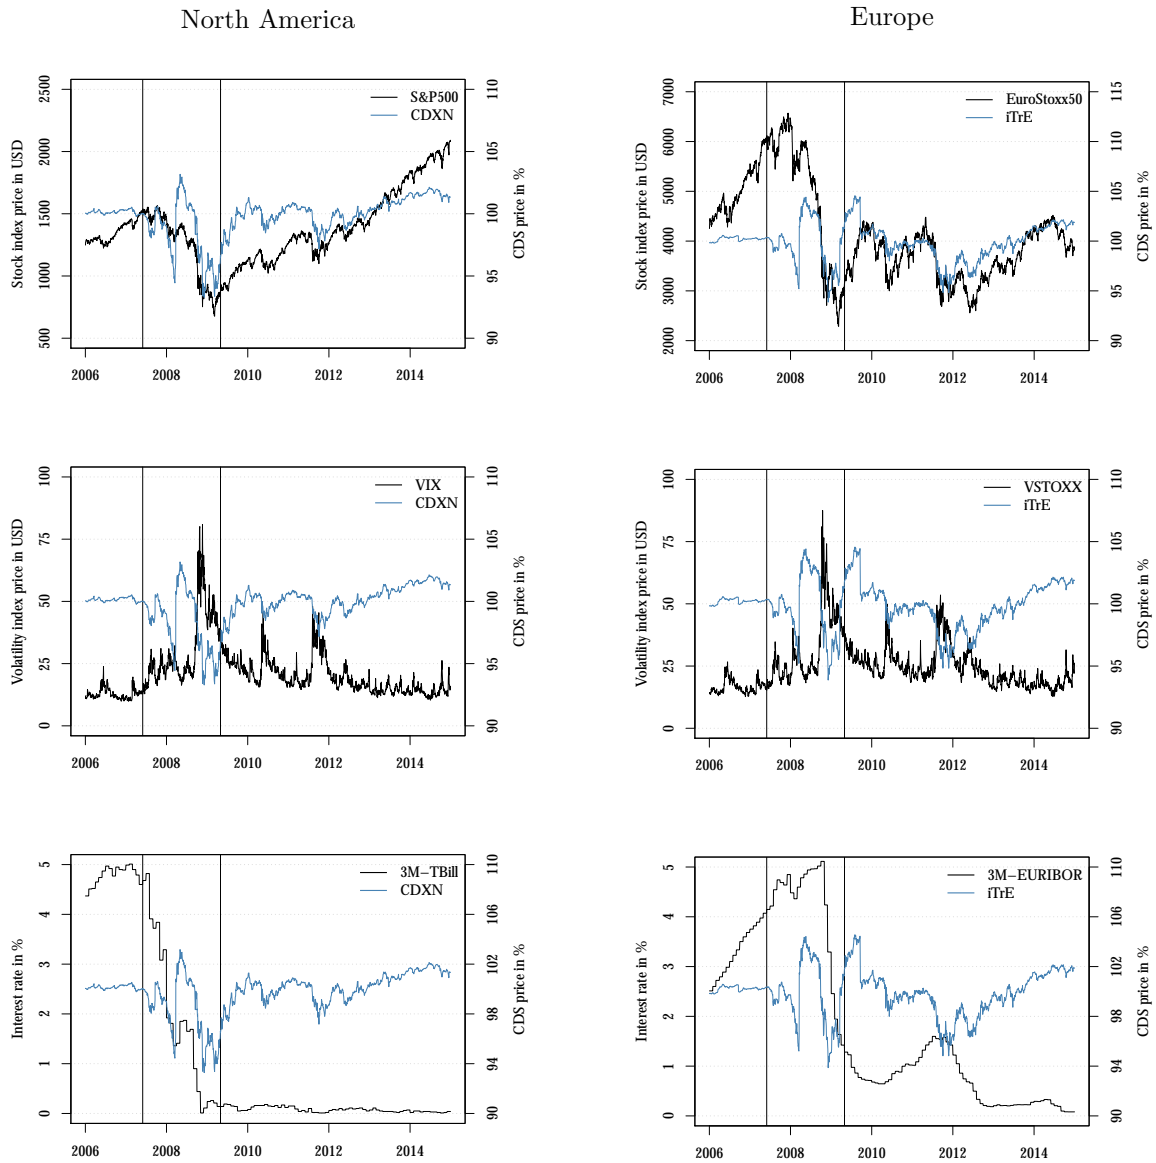 North America
Europe
Stock index price in USD
500 1000 1500 2000 2500
S&P500
CDXN
90 95 100 105 110
CDS price in %
2006 2008 2010 2012 2014
Stock index price in USD
2000 3000 4000 5000 6000 7000
EuroStoxx50
iTrE
90 95 100 105 110 115
CDS price in %
2006 2008 2010 2012 2014
Volatility index price in USD
0 25 50 75 100
VIX
CDXN
90 95 100 105 110
CDS price in %
2006 2008 2010 2012 2014
Volatility index price in USD
0 25 50 75 100
VSTOXX
iTrE
90 95 100 105 110
CDS price in %
2006 2008 2010 2012 2014
Interest rate in %
0 1 2 3 4 5
3M−TBill
CDXN
90 94 98 102 106 110
CDS price in %
2006 2008 2010 2012 2014
Interest rate in %
0 1 2 3 4 5
3M−EURIBOR
iTrE
90 94 98 102 106 110
CDS price in %
2006 2008 2010 2012 2014